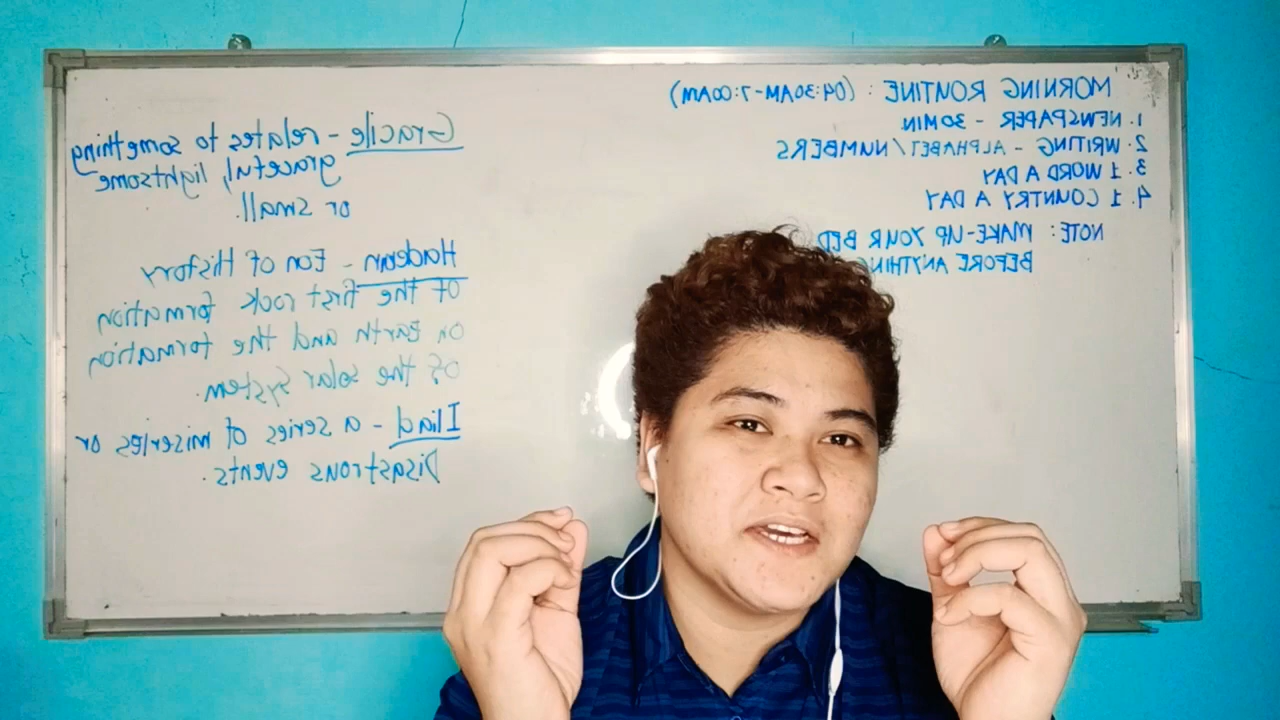 MORNING ROUTINE : (04:30AM-7:00AM)
1. NEWSPAPER - 30MIN
2. WRITING - ALPHABET/NUMBERS
3. 1 WORD A DAY
4. 1 COUNTRY A DAY
NOTE: MAKE-UP YOUR BED
BEFORE ANYTHING
Gracile - relates to something
graceful, lightsome
or small.
Hadean - Eon of History
of the first rock formation
on Earth and the formation
of the solar system.
Iliad - a series of miseries or
Disastrous events.